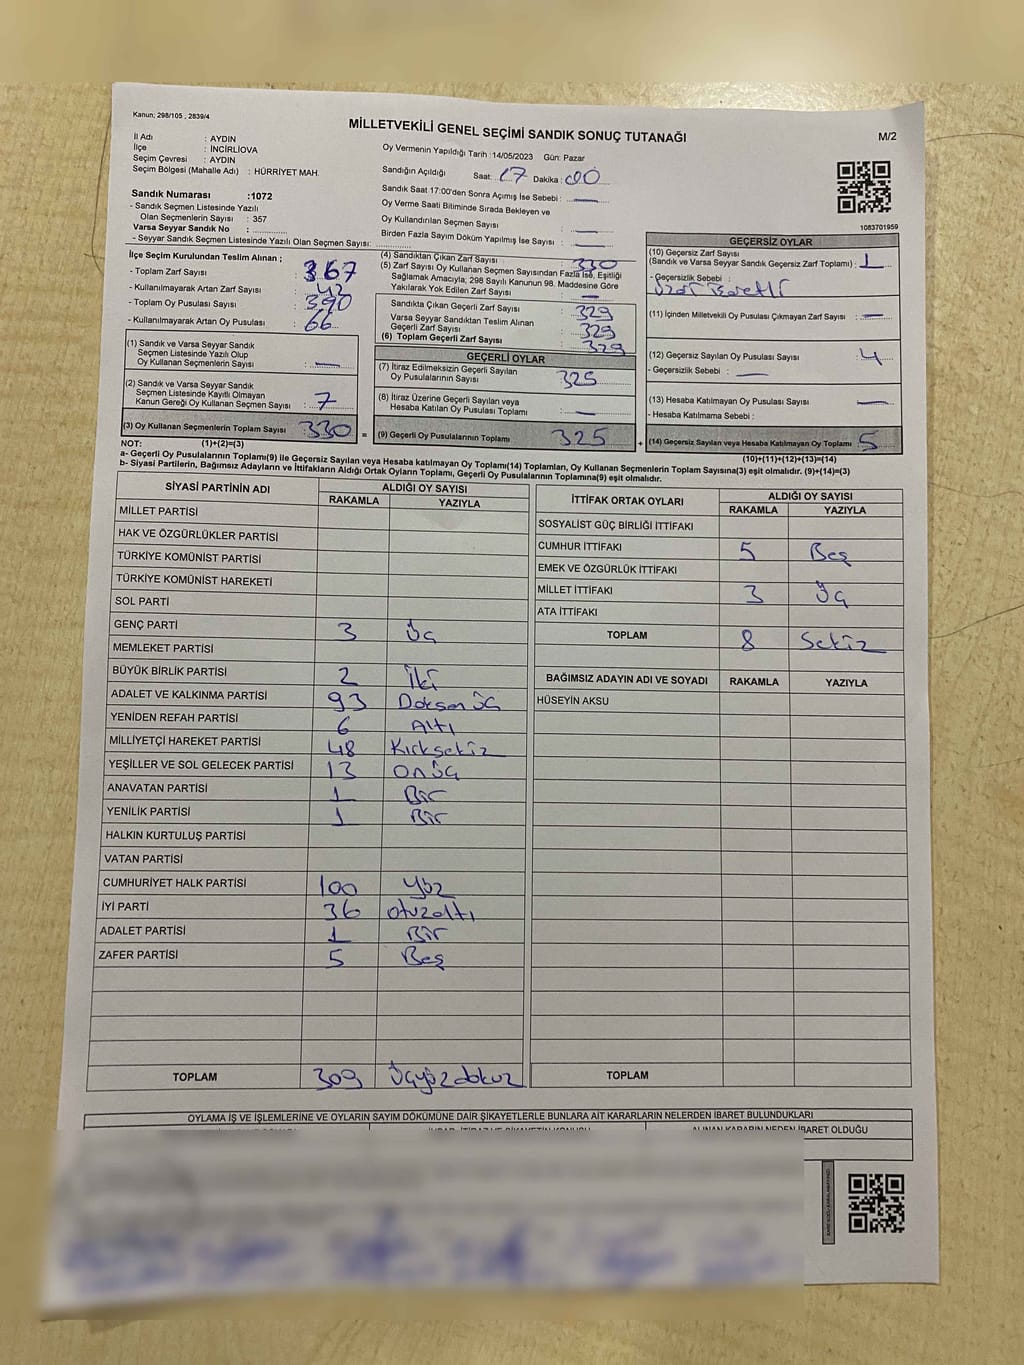 Kanun; 298/105 , 2839/4
MİLLETVEKİLİ GENEL SEÇİMİ SANDIK SONUÇ TUTANAĞI
M/2
İl Adı : AYDIN
İlçe : İNCİRLİOVA
Seçim Çevresi : AYDIN
Seçim Bölgesi (Mahalle Adı) : HÜRRİYET MAH.
Oy Vermenin Yapıldığı Tarih :14/05/2023 Gün: Pazar
Sandığın Açıldığı Saat: 17 Dakika: 00
Sandık Saat 17:00'den Sonra Açımış İse Sebebi : —
Oy Verme Saati Bitiminde Sırada Bekleyen ve
Oy Kullandırılan Seçmen Sayısı : —
Birden Fazla Sayım Döküm Yapılmış İse Sayısı : —
1083701959
Sandık Numarası :1072
- Sandık Seçmen Listesinde Yazılı
Olan Seçmenlerin Sayısı : 357
Varsa Seyyar Sandık No :
- Seyyar Sandık Seçmen Listesinde Yazılı Olan Seçmen Sayısı:
İlçe Seçim Kurulundan Teslim Alınan ;
- Toplam Zarf Sayısı : 367
- Kullanılmayarak Artan Zarf Sayısı :
- Toplam Oy Pusulası Sayısı : 390
- Kullanılmayarak Artan Oy Pusulası : 66
(1) Sandık ve Varsa Seyyar Sandık
Seçmen Listesinde Yazılı Olup
Oy Kullanan Seçmenlerin Sayısı : —
(2) Sandık ve Varsa Seyyar Sandık
Seçmen Listesinde Kayıtlı Olmayan
Kanun Gereği Oy Kullanan Seçmen Sayısı : 7
(3) Oy Kullanan Seçmenlerin Toplam Sayısı : 330
(4) Sandıktan Çıkan Zarf Sayısı : 330
(5) Zarf Sayısı Oy Kullanan Seçmen Sayısından Fazla İse, Eşitliği
Sağlamak Amacıyla; 298 Sayılı Kanunun 98. Maddesine Göre
Yakılarak Yok Edilen Zarf Sayısı : —
Sandıkta Çıkan Geçerli Zarf Sayısı : 329
Varsa Seyyar Sandıktan Teslim Alınan
Geçerli Zarf Sayısı : 329
(6) Toplam Geçerli Zarf Sayısı : 329
GEÇERLİ OYLAR
(7) İtiraz Edilmeksizin Geçerli Sayılan
Oy Pusulalarının Sayısı : 325
(8) İtiraz Üzerine Geçerli Sayılan veya
Hesaba Katılan Oy Pusulası Toplamı : —
= (9) Geçerli Oy Pusulalarının Toplamı : 325
GEÇERSİZ OYLAR
(10) Geçersiz Zarf Sayısı
(Sandık ve Varsa Seyyar Sandık Geçersiz Zarf Toplamı) : 1
- Geçersizlik Sebebi :
(11) İçinden Milletvekili Oy Pusulası Çıkmayan Zarf Sayısı : —
(12) Geçersiz Sayılan Oy Pusulası Sayısı : 4
- Geçersizlik Sebebi : —
(13) Hesaba Katılmayan Oy Pusulası Sayısı : —
- Hesaba Katılmama Sebebi :
+ (14) Geçersiz Sayılan veya Hesaba Katılmayan Oy Toplamı : 5
NOT: (1)+(2)=(3)
(10)+(11)+(12)+(13)=(14)
a- Geçerli Oy Pusulalarının Toplamı(9) ile Geçersiz Sayılan veya Hesaba katılmayan Oy Toplamı(14) Toplamları, Oy Kullanan Seçmenlerin Toplam Sayısına(3) eşit olmalıdır. (9)+(14)=(3)
b- Siyasi Partilerin, Bağımsız Adayların ve İttifakların Aldığı Ortak Oyların Toplamı, Geçerli Oy Pusulalarının Toplamına(9) eşit olmalıdır.
SİYASİ PARTİNİN ADI ALDIĞI OY SAYISI
RAKAMLA YAZIYLA
MİLLET PARTİSİ
HAK VE ÖZGÜRLÜKLER PARTİSİ
TÜRKİYE KOMÜNİST PARTİSİ
TÜRKİYE KOMÜNİST HAREKETİ
SOL PARTİ
GENÇ PARTİ 3 Üç
MEMLEKET PARTİSİ
BÜYÜK BİRLİK PARTİSİ 2 İki
ADALET VE KALKINMA PARTİSİ 93 Doksan üç
YENİDEN REFAH PARTİSİ 6 Altı
MİLLİYETÇİ HAREKET PARTİSİ 48 Kırksekiz
YEŞİLLER VE SOL GELECEK PARTİSİ 13 Onüç
ANAVATAN PARTİSİ 1 Bir
YENİLİK PARTİSİ 1 Bir
HALKIN KURTULUŞ PARTİSİ
VATAN PARTİSİ
CUMHURİYET HALK PARTİSİ 100 Yüz
İYİ PARTİ 36 Otuzaltı
ADALET PARTİSİ 1 Bir
ZAFER PARTİSİ 5 Beş
TOPLAM 309 Üçyüzdokuz
İTTİFAK ORTAK OYLARI ALDIĞI OY SAYISI
RAKAMLA YAZIYLA
SOSYALİST GÜÇ BİRLİĞİ İTTİFAKI
CUMHUR İTTİFAKI 5 Beş
EMEK VE ÖZGÜRLÜK İTTİFAKI
MİLLET İTTİFAKI 3 Üç
ATA İTTİFAKI
TOPLAM 8 Sekiz
BAĞIMSIZ ADAYIN ADI VE SOYADI RAKAMLA YAZIYLA
HÜSEYİN AKSU
TOPLAM
OYLAMA İŞ VE İŞLEMLERİNE VE OYLARIN SAYIM DÖKÜMÜNE DAİR ŞİKAYETLERLE BUNLARA AİT KARARLARIN NELERDEN İBARET BULUNDUKLARI
ALINAN KARARIN NEDEN İBARET OLDUĞU